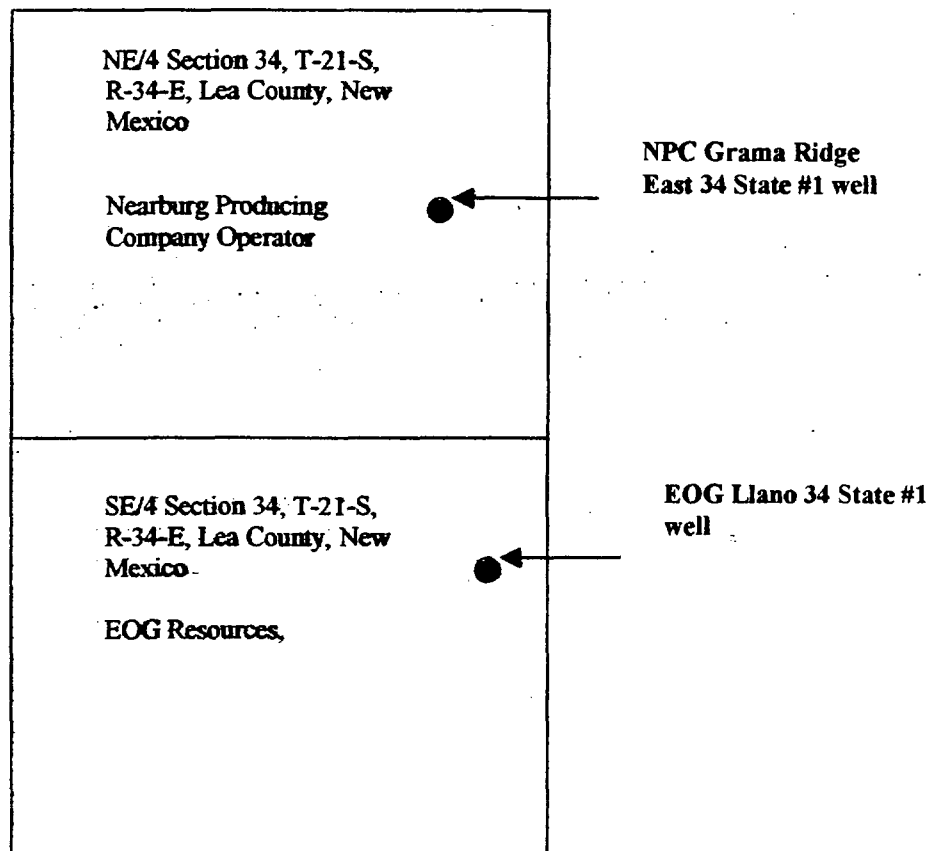 NE/4 Section 34, T-21-S,
R-34-E, Lea County, New
Mexico
Nearburg Producing
Company Operator
NPC Grama Ridge
East 34 State #1 well
SE/4 Section 34, T-21-S,
R-34-E, Lea County, New
Mexico
EOG Resources,
EOG Llano 34 State #1
well